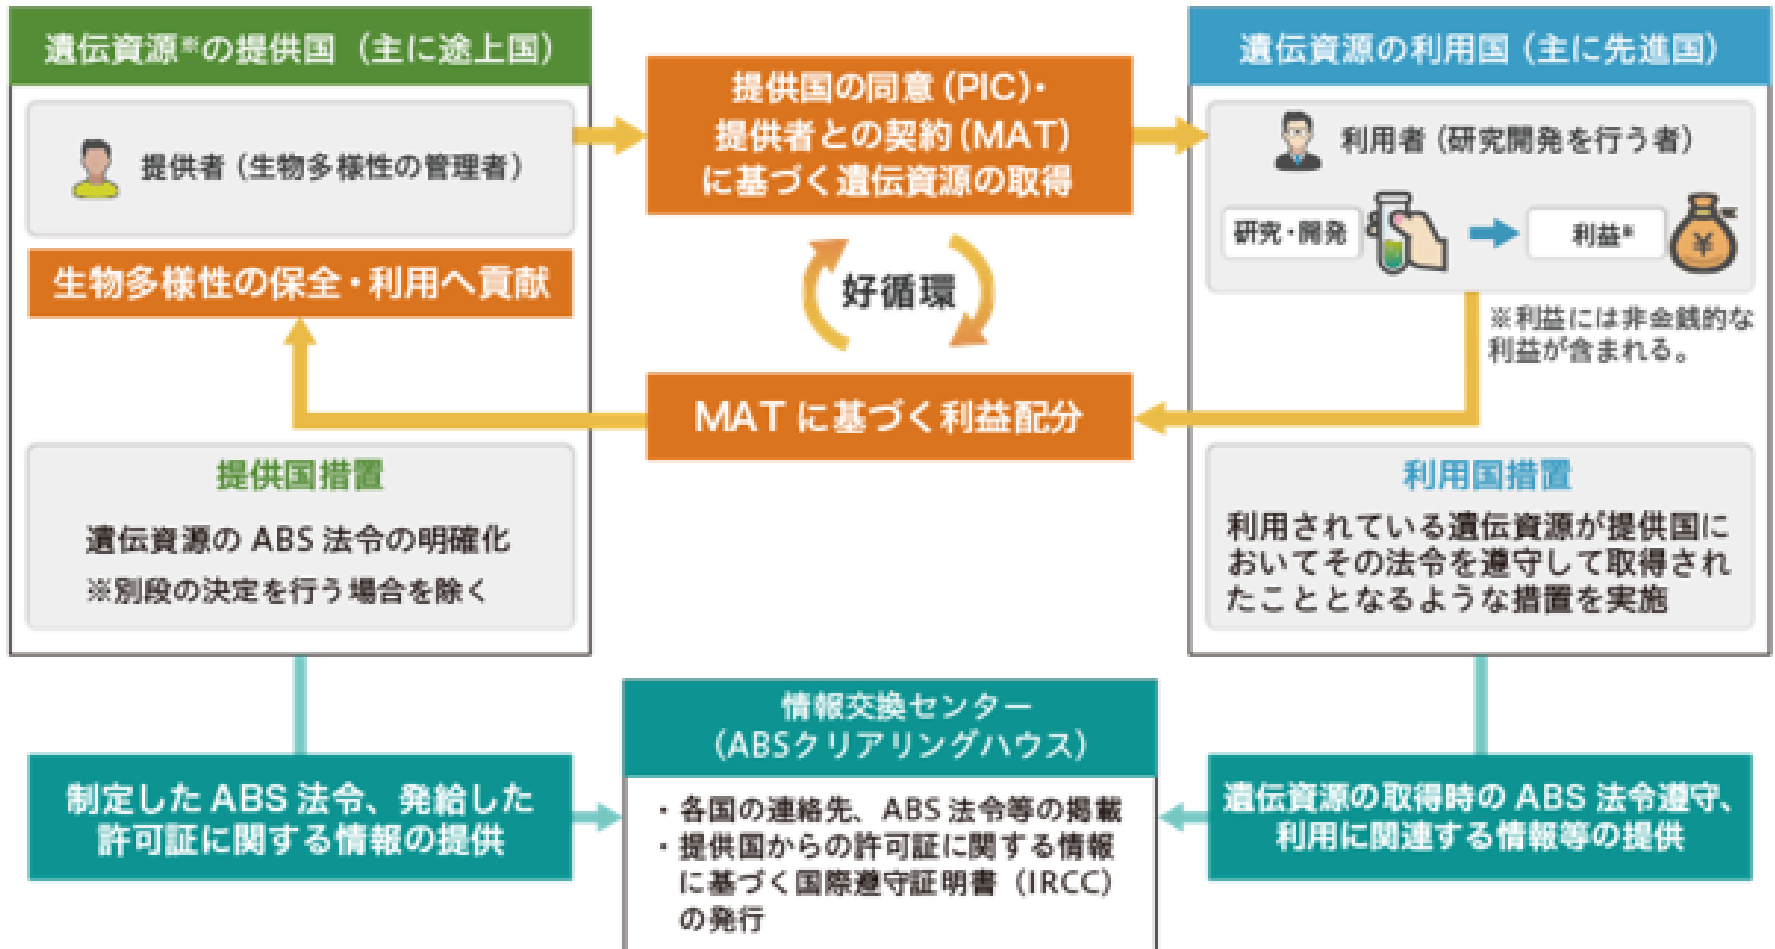 遺伝資源※の提供国（主に途上国）
提供者（生物多様性の管理者）
生物多様性の保全・利用へ貢献
提供国の同意（PIC）・
提供者との契約（MAT）
に基づく遺伝資源の取得
好循環
MATに基づく利益配分
遺伝資源の利用国（主に先進国）
利用者（研究開発を行う者）
研究・開発
利益※
¥
※利益には非金銭的な
利益が含まれる。
提供国措置
遺伝資源の ABS 法令の明確化
※別段の決定を行う場合を除く
利用国措置
利用されている遺伝資源が提供国に
おいてその法令を遵守して取得され
たこととなるような措置を実施
制定した ABS 法令、発給した
許可証に関する情報の提供
情報交換センター
（ABSクリアリングハウス）
・各国の連絡先、ABS 法令等の掲載
・提供国からの許可証に関する情報
に基づく国際遵守証明書（IRCC）
の発行
遺伝資源の取得時の ABS 法令遵守、
利用に関連する情報等の提供